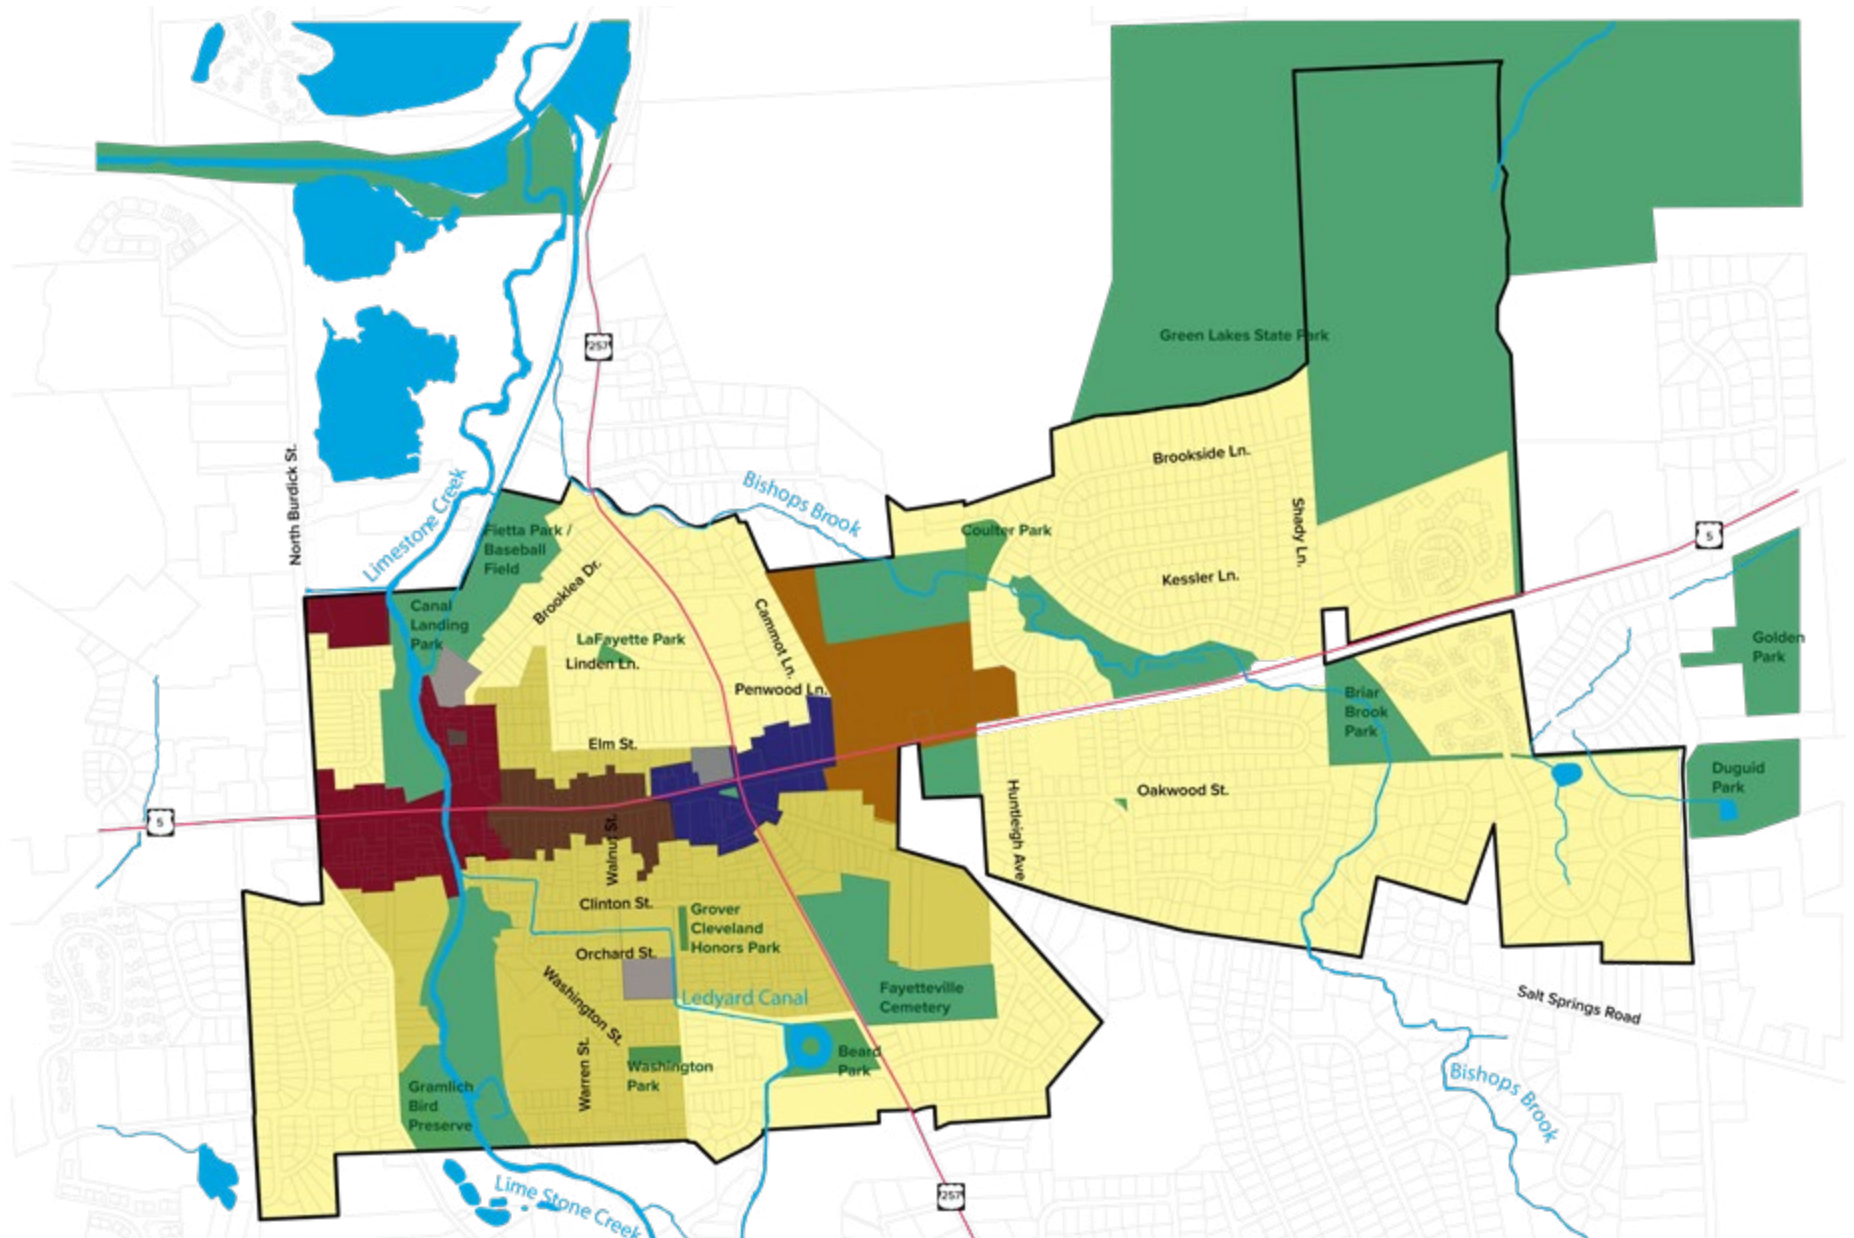 257
Green Lakes State Park
North Burdick St.
Limestone Creek
Bishops Brook
Brookside Ln.
Shady Ln.
Fietta Park /
Baseball
Field
Coulter Park
5
Brooklea Dr.
Kessler Ln.
Canal
Landing
Park
Cammot Ln.
LaFayette Park
Linden Ln.
Penwood Ln.
Golden
Park
Briar
Brook
Park
Elm St.
Duguid
Park
Huntleigh Ave
Oakwood St.
5
Walnut St.
Clinton St.
Grover
Cleveland
Honors Park
Orchard St.
Washington St.
Ledyard Canal
Fayetteville
Cemetery
Salt Springs Road
Warren St.
Washington
Park
Beard
Park
Gramlich
Bird
Preserve
Bishops Brook
Lime Stone Creek
257